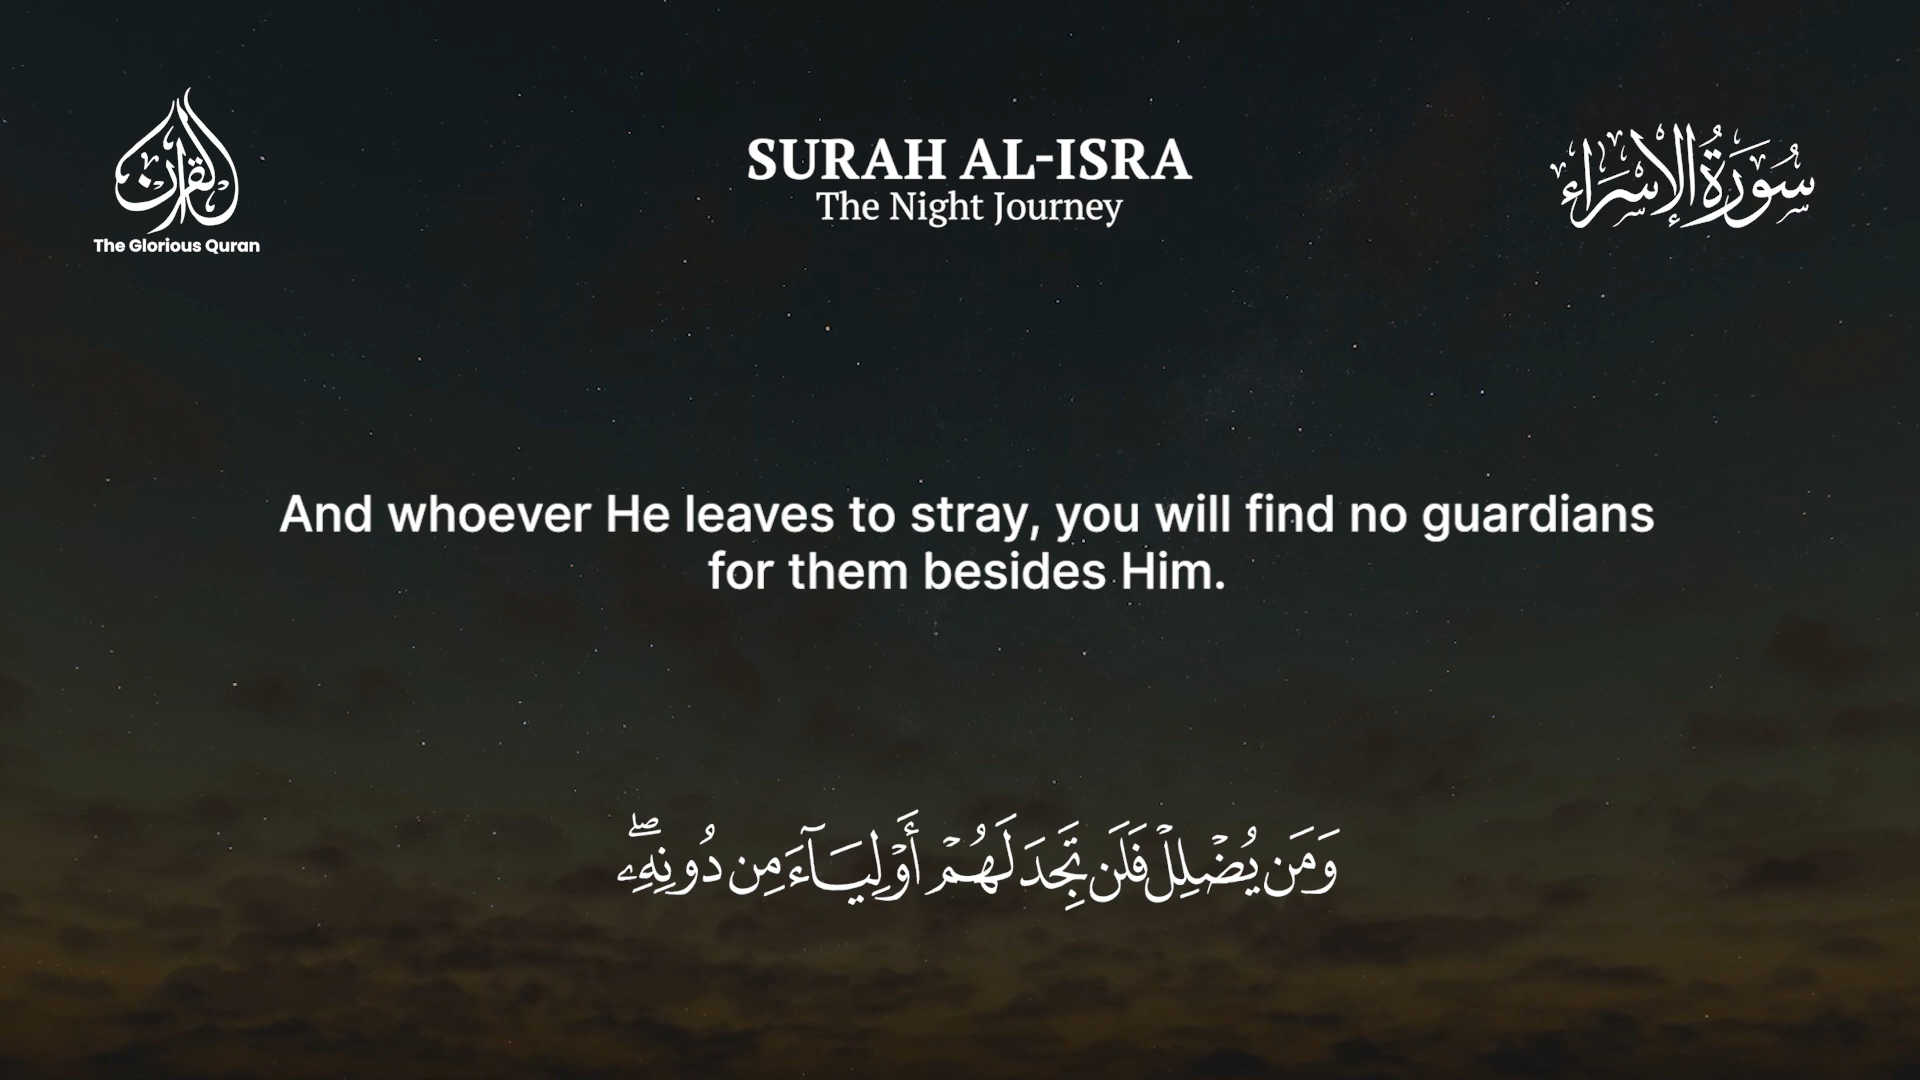 القرآن
The Glorious Quran
SURAH AL-ISRA
The Night Journey
سُورَةُ الإِسْرَاء
And whoever He leaves to stray, you will find no guardians
for them besides Him.
وَمَن يُضْلِلْ فَلَن تَجِدَ لَهُمْ أَوْلِيَآءَ مِن دُونِهِۦۖ